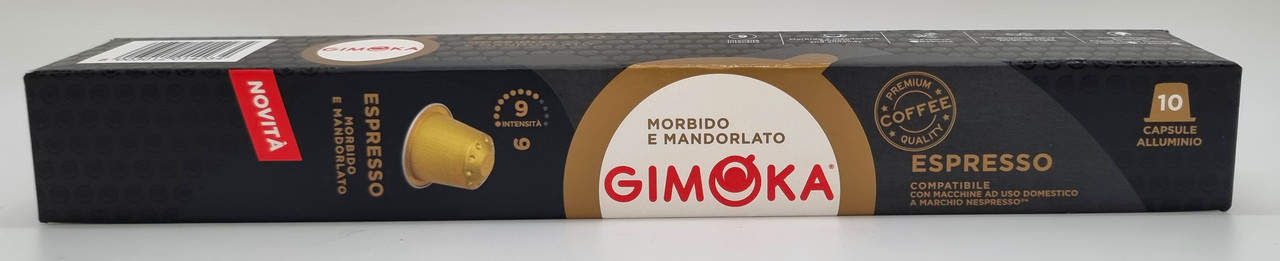 GIMOKA
NOVITÀ
ESPRESSO
MORBIDO
E MANDORLATO
9
INTENSITÀ
9
MORBIDO
E MANDORLATO
GIMOKA®
PREMIUM
COFFEE
QUALITY
ESPRESSO
COMPATIBILE
CON MACCHINE AD USO DOMESTICO
A MARCHIO NESPRESSO
10
CAPSULE
ALLUMINIO